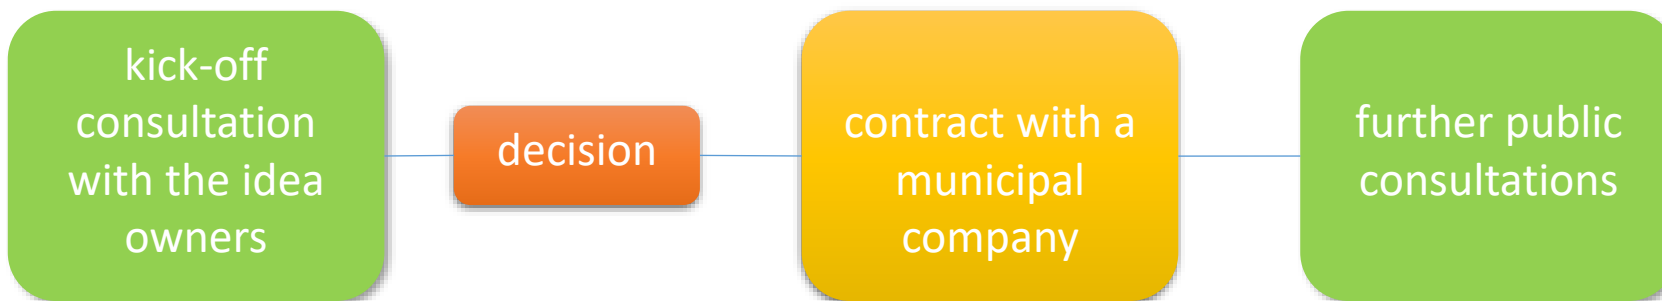 kick-off
consultation
with the idea
owners
decision
contract with a
municipal
company
further public
consultations